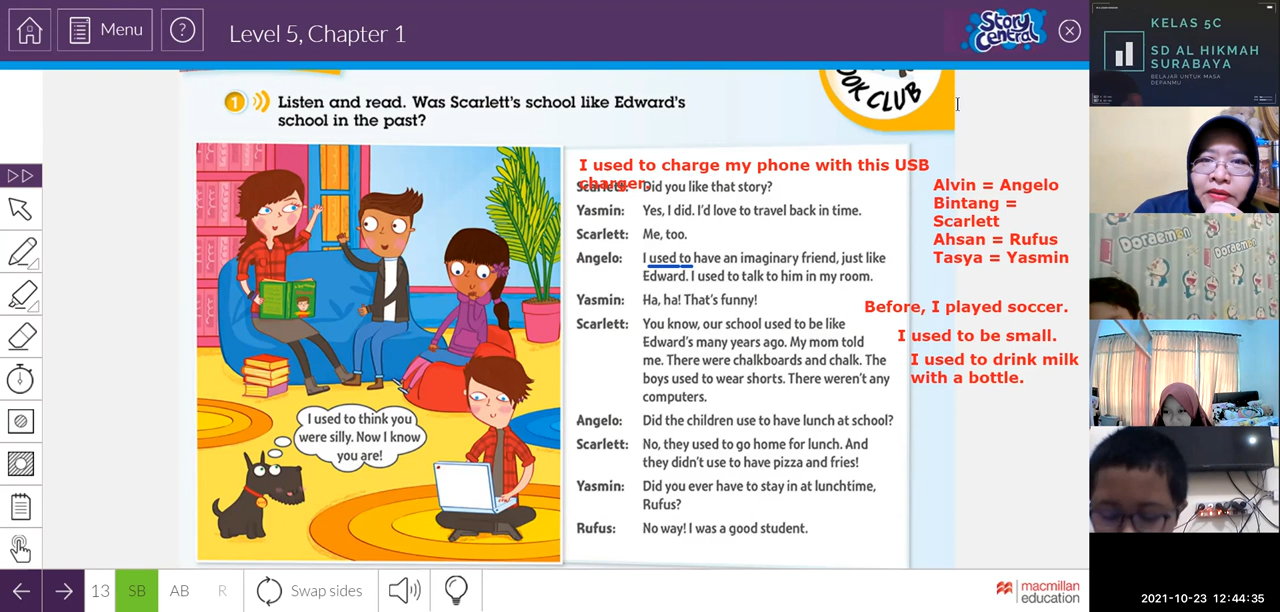 Menu
?
Level 5, Chapter 1
Story Central
1
Listen and read. Was Scarlett's school like Edward's
school in the past?
OOK CLUB
I used to charge my phone with this USB
charger.
Scarlett: Did you like that story?
Yasmin: Yes, I did. I'd love to travel back in time.
Scarlett: Me, too.
Angelo: I used to have an imaginary friend, just like
Edward. I used to talk to him in my room.
Yasmin: Ha, ha! That's funny!
Scarlett: You know, our school used to be like
Edward's many years ago. My mom told
me. There were chalkboards and chalk. The
boys used to wear shorts. There weren't any
computers.
Angelo: Did the children use to have lunch at school?
Scarlett: No, they used to go home for lunch. And
they didn't use to have pizza and fries!
Yasmin: Did you ever have to stay in at lunchtime,
Rufus?
Rufus: No way! I was a good student.
I used to think you
were silly. Now I know
you are!
Alvin = Angelo
Bintang =
Scarlett
Ahsan = Rufus
Tasya = Yasmin
Before, I played soccer.
I used to be small.
I used to drink milk
with a bottle.
13
SB
AB
R
Swap sides
macmillan
education
KELAS 5C
SD AL HIKMAH
SURABAYA
BELAJAR UNTUK MASA
DEPANMU
Doraemon
Doraemon
2021-10-23 12:44:35